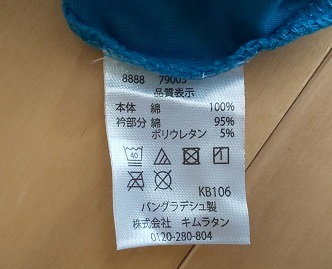 8888 79003
品質表示
本体 綿 100%
衿部分 綿 95%
ポリウレタン 5%
40
KB106
バングラデシュ製
株式会社 キムラタン
0120-280-804